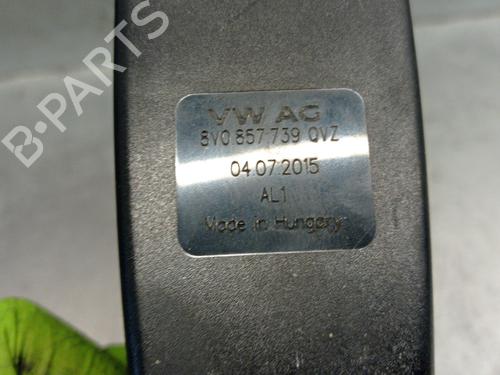 B-PARTS
VW AG
8V0 857 739 QVZ
04.07.2015
AL1
Made in Hungary